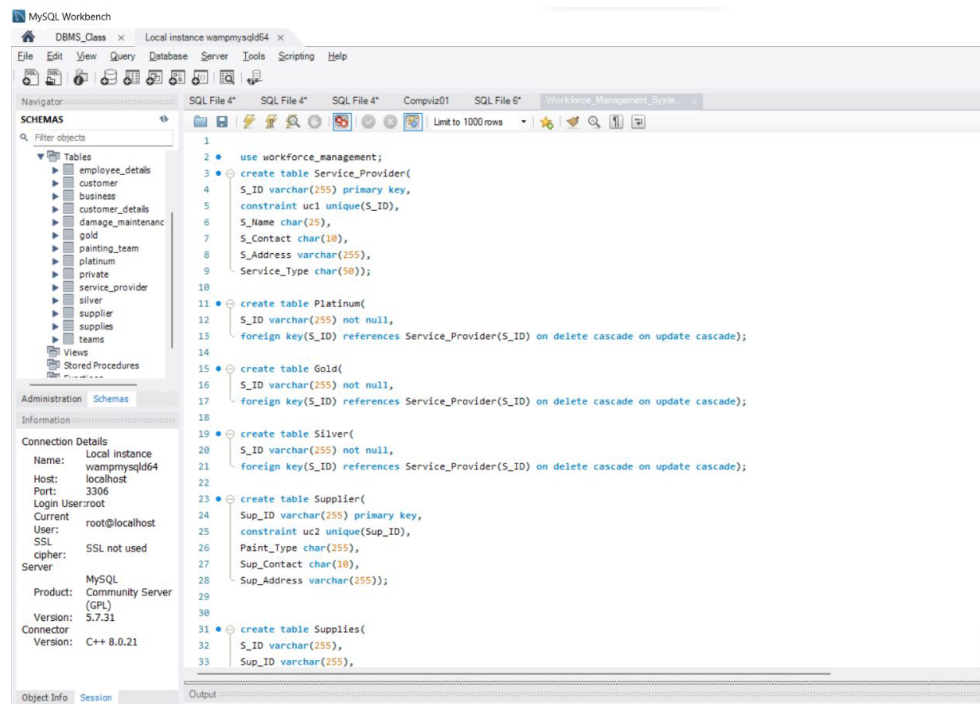 MySQL Workbench
DBMS_Class × Local instance wampmysqld64 ×
File Edit View Query Database Server Tools Scripting Help
Navigator
SCHEMAS
Filter objects
Tables
employee_details
customer
business
customer_details
damage_maintenanc
gold
painting_team
platinum
private
service_provider
silver
supplier
supplies
teams
Views
Stored Procedures
Administration Schemas
Information
Connection Details
Name: Local instance
wampmysqld64
Host: localhost
Port: 3306
Login User:root
Current
User: root@localhost
SSL
cipher: SSL not used
Server
Product: MySQL
Community Server
(GPL)
Version: 5.7.31
Connector
Version: C++ 8.0.21
Object Info Session
SQL File 4* SQL File 4* SQL File 4* Compviz01 SQL File 6* Workforce_Management_Syste... ×
Limit to 1000 rows
1
2 use workforce_management;
3 create table Service_Provider(
4 S_ID varchar(255) primary key,
5 constraint uc1 unique(S_ID),
6 S_Name char(25),
7 S_Contact char(10),
8 S_Address varchar(255),
9 Service_Type char(50));
10
11 create table Platinum(
12 S_ID varchar(255) not null,
13 foreign key(S_ID) references Service_Provider(S_ID) on delete cascade on update cascade);
14
15 create table Gold(
16 S_ID varchar(255) not null,
17 foreign key(S_ID) references Service_Provider(S_ID) on delete cascade on update cascade);
18
19 create table Silver(
20 S_ID varchar(255) not null,
21 foreign key(S_ID) references Service_Provider(S_ID) on delete cascade on update cascade);
22
23 create table Supplier(
24 Sup_ID varchar(255) primary key,
25 constraint uc2 unique(Sup_ID),
26 Paint_Type char(255),
27 Sup_Contact char(10),
28 Sup_Address varchar(255));
29
30
31 create table Supplies(
32 S_ID varchar(255),
33 Sup_ID varchar(255),
Output